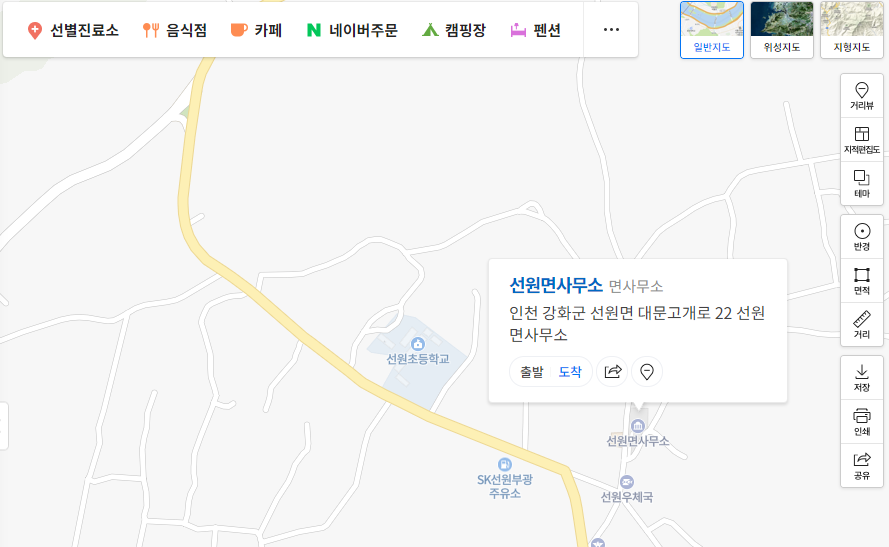 선별진료소 음식점 카페 네이버주문 캠핑장 펜션
일반지도 위성지도 지형지도
거리뷰
지적편집도
테마
반경
면적
거리
저장
인쇄
공유
선원면사무소 면사무소
인천 강화군 선원면 대문고개로 22 선원
면사무소
출발 도착
선원초등학교
선원면사무소
SK선원부광
주유소
선원우체국